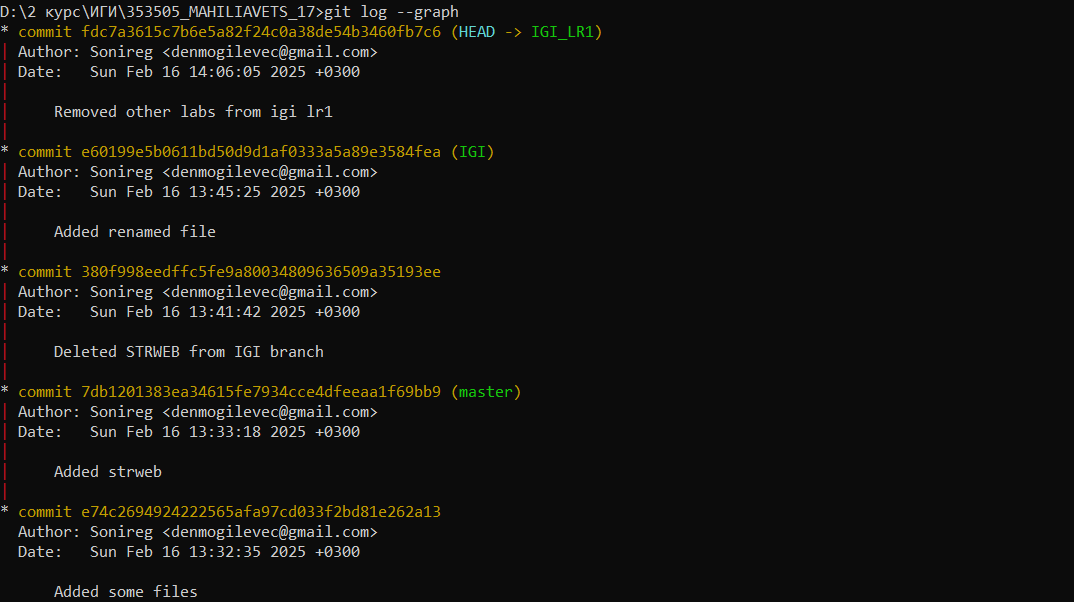 D:\2 курс\ИГИ\353505_MAHILIAVETS_17>git log --graph
* commit fdc7a3615c7b6e5a82f24c0a38de54b3460fb7c6 (HEAD -> IGI_LR1)
| Author: Sonireg <denmogilevec@gmail.com>
| Date:   Sun Feb 16 14:06:05 2025 +0300
|
|     Removed other labs from igi lr1
|
* commit e60199e5b0611bd50d9d1af0333a5a89e3584fea (IGI)
| Author: Sonireg <denmogilevec@gmail.com>
| Date:   Sun Feb 16 13:45:25 2025 +0300
|
|     Added renamed file
|
* commit 380f998eedffc5fe9a80034809636509a35193ee
| Author: Sonireg <denmogilevec@gmail.com>
| Date:   Sun Feb 16 13:41:42 2025 +0300
|
|     Deleted STRWEB from IGI branch
|
* commit 7db1201383ea34615fe7934cce4dfeeaa1f69bb9 (master)
| Author: Sonireg <denmogilevec@gmail.com>
| Date:   Sun Feb 16 13:33:18 2025 +0300
|
|     Added strweb
|
* commit e74c2694924222565afa97cd033f2bd81e262a13
  Author: Sonireg <denmogilevec@gmail.com>
  Date:   Sun Feb 16 13:32:35 2025 +0300

      Added some files